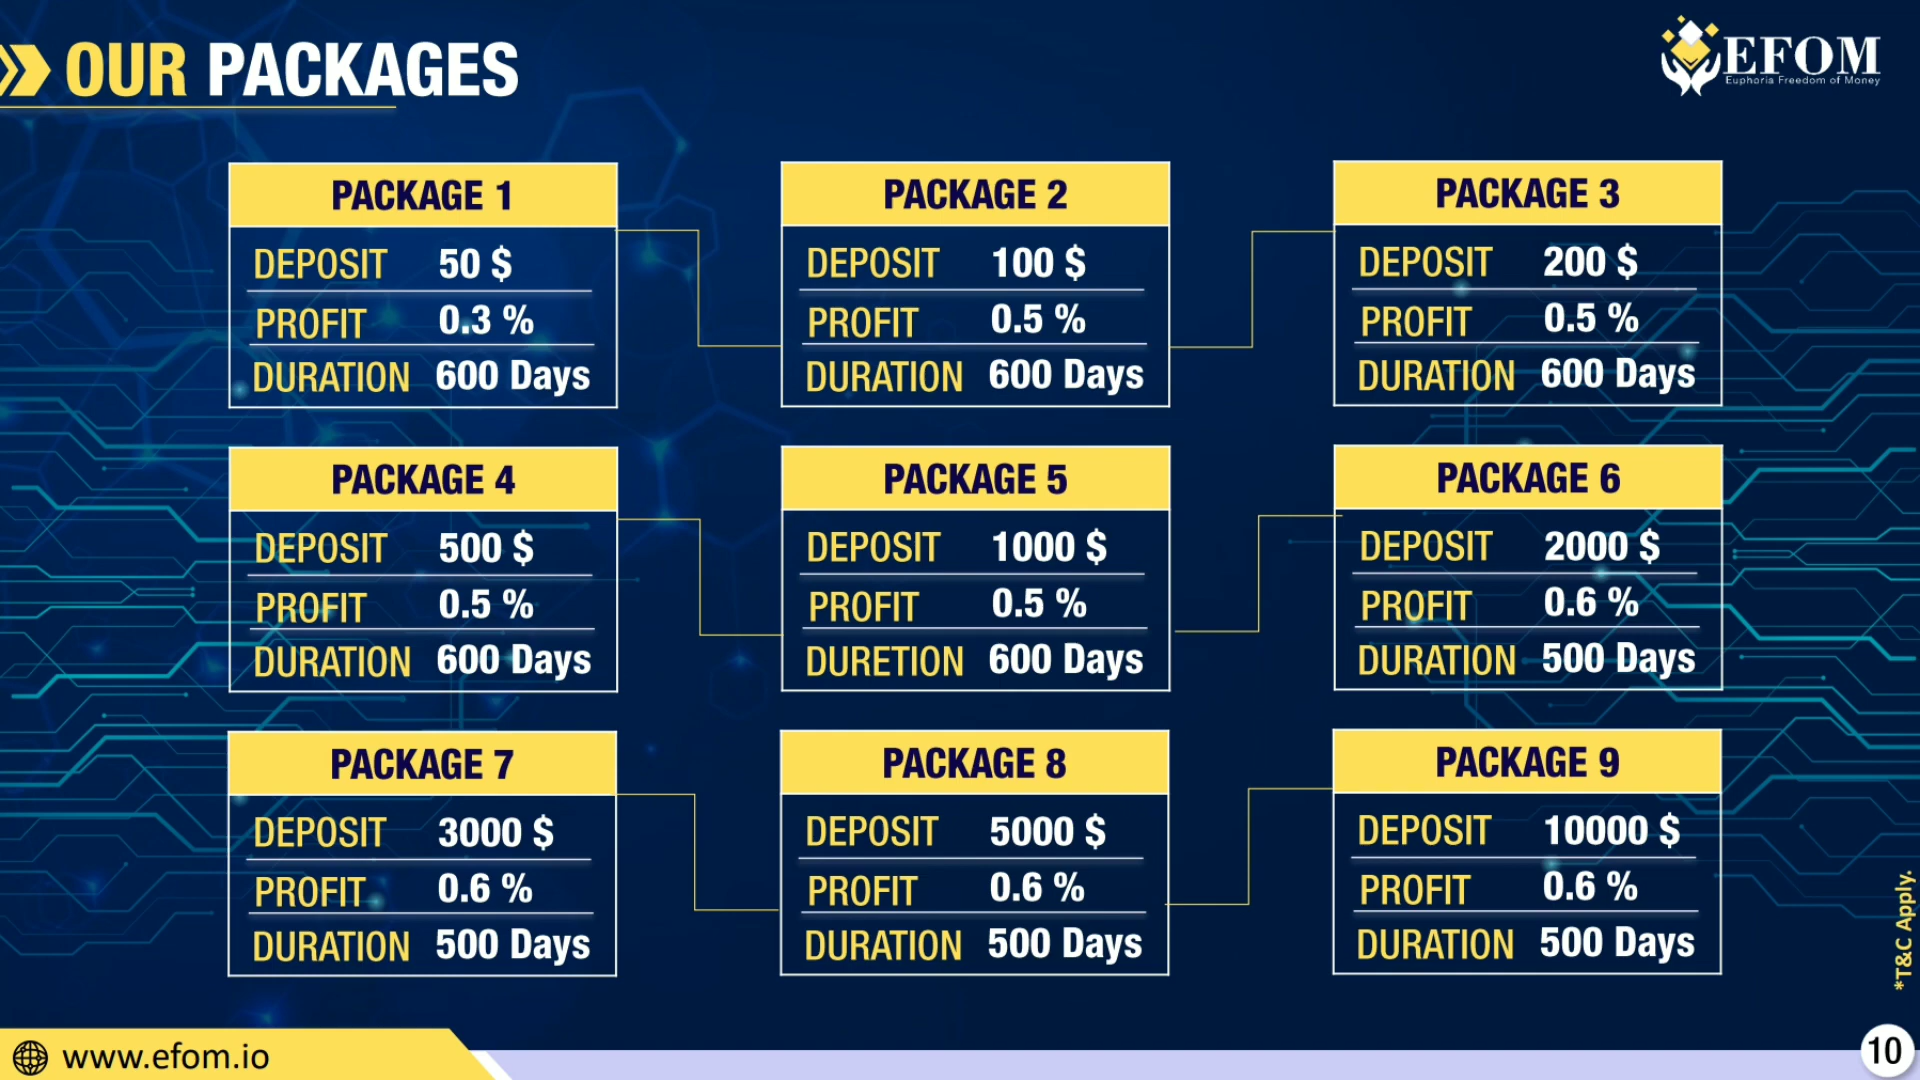 OUR PACKAGES
EFOM
Euphoria Freedom of Money
PACKAGE 1
DEPOSIT 50 $
PROFIT 0.3 %
DURATION 600 Days
PACKAGE 2
DEPOSIT 100 $
PROFIT 0.5 %
DURATION 600 Days
PACKAGE 3
DEPOSIT 200 $
PROFIT 0.5 %
DURATION 600 Days
PACKAGE 4
DEPOSIT 500 $
PROFIT 0.5 %
DURATION 600 Days
PACKAGE 5
DEPOSIT 1000 $
PROFIT 0.5 %
DURETION 600 Days
PACKAGE 6
DEPOSIT 2000 $
PROFIT 0.6 %
DURATION 500 Days
PACKAGE 7
DEPOSIT 3000 $
PROFIT 0.6 %
DURATION 500 Days
PACKAGE 8
DEPOSIT 5000 $
PROFIT 0.6 %
DURATION 500 Days
PACKAGE 9
DEPOSIT 10000 $
PROFIT 0.6 %
DURATION 500 Days
*T&C Apply.
www.efom.io
10